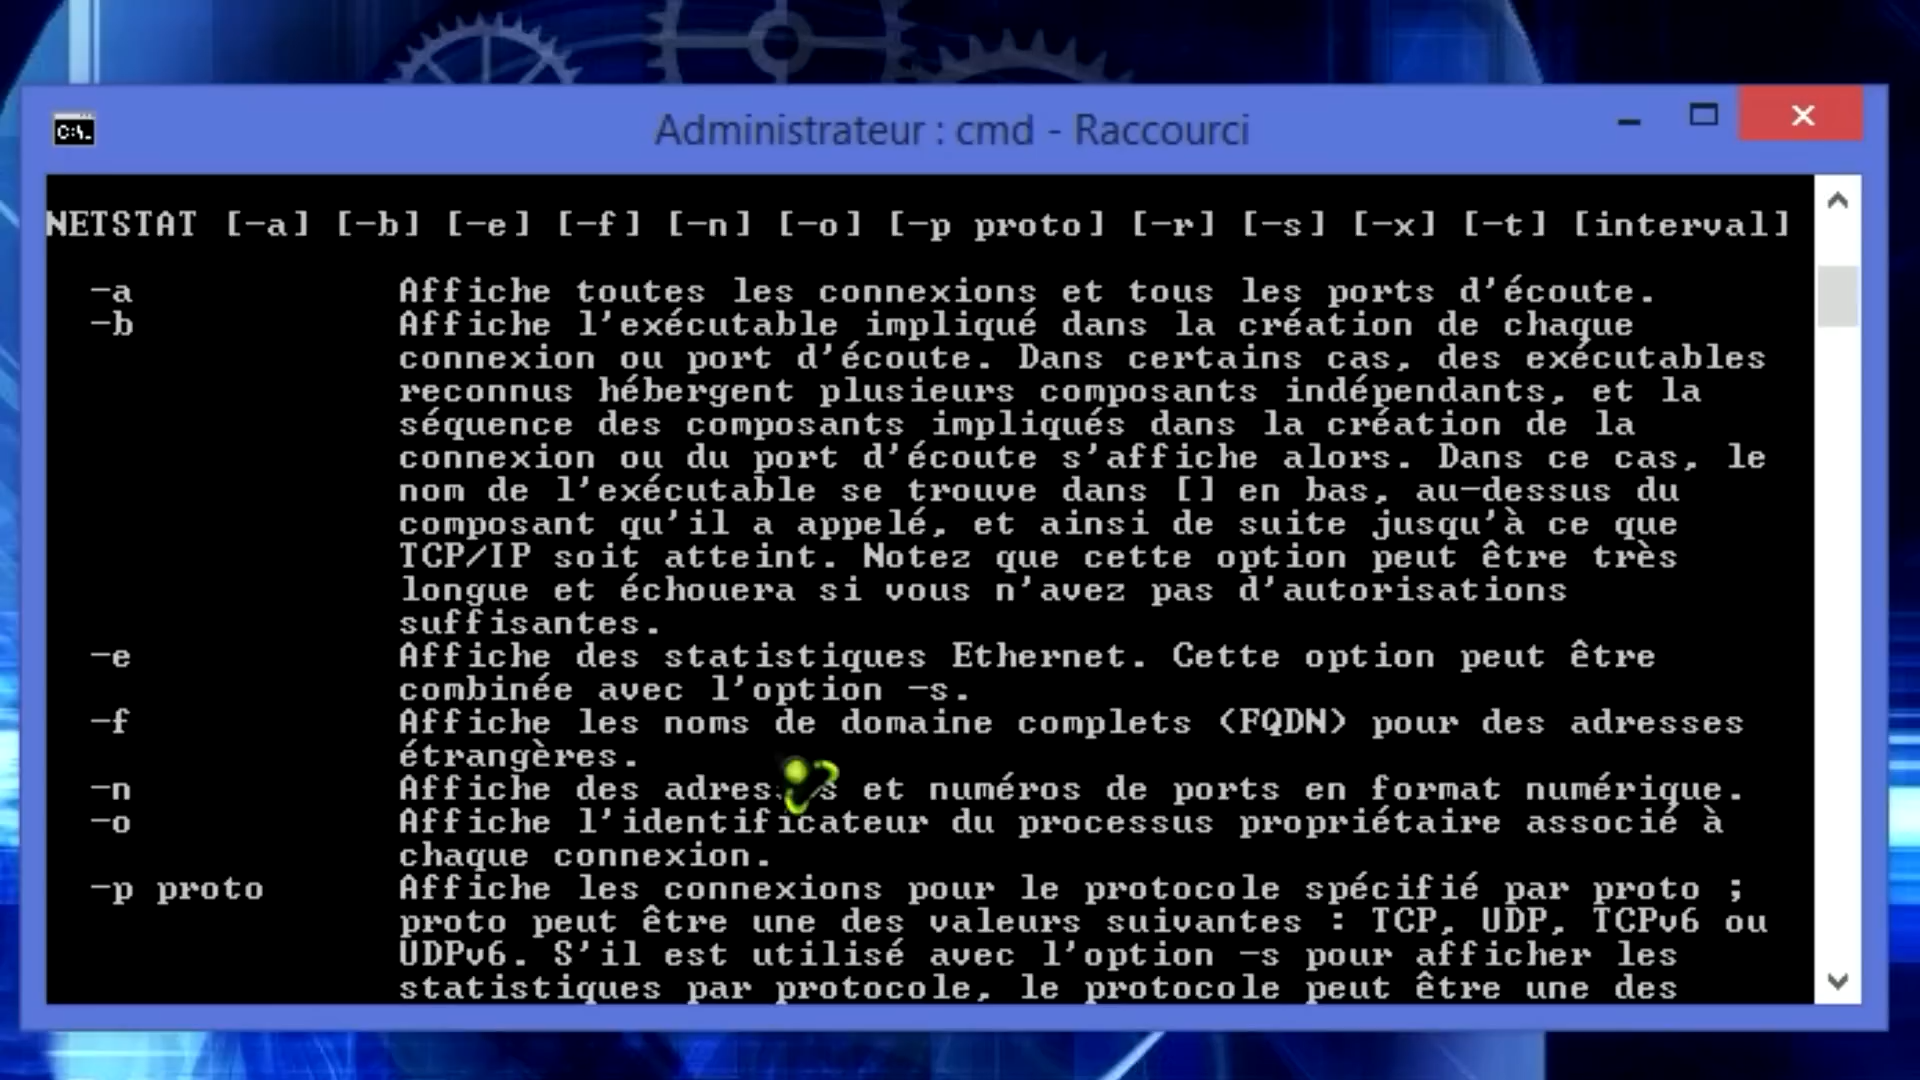 Administrateur : cmd - Raccourci
C:\.
NETSTAT [-a] [-b] [-e] [-f] [-n] [-o] [-p proto] [-r] [-s] [-x] [-t] [interval]
-a Affiche toutes les connexions et tous les ports d'écoute.
-b Affiche l'exécutable impliqué dans la création de chaque
connexion ou port d'écoute. Dans certains cas, des exécutables
reconnus hébergent plusieurs composants indépendants, et la
séquence des composants impliqués dans la création de la
connexion ou du port d'écoute s'affiche alors. Dans ce cas, le
nom de l'exécutable se trouve dans [] en bas, au-dessus du
composant qu'il a appelé, et ainsi de suite jusqu'à ce que
TCP/IP soit atteint. Notez que cette option peut être très
longue et échouera si vous n'avez pas d'autorisations
suffisantes.
-e Affiche des statistiques Ethernet. Cette option peut être
combinée avec l'option -s.
-f Affiche les noms de domaine complets (FQDN) pour des adresses
étrangères.
-n Affiche des adresses et numéros de ports en format numérique.
-o Affiche l'identificateur du processus propriétaire associé à
chaque connexion.
-p proto Affiche les connexions pour le protocole spécifié par proto ;
proto peut être une des valeurs suivantes : TCP, UDP, TCPv6 ou
UDPv6. S'il est utilisé avec l'option -s pour afficher les
statistiques par protocole, le protocole peut être une des